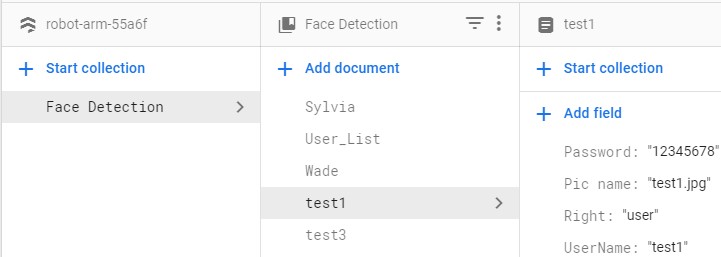 robot-arm-55a6f
Face Detection
test1
Start collection
Add document
Start collection
Face Detection
Sylvia
User_List
Wade
test1
test3
Add field
Password: "12345678"
Pic name: "test1.jpg"
Right: "user"
UserName: "test1"